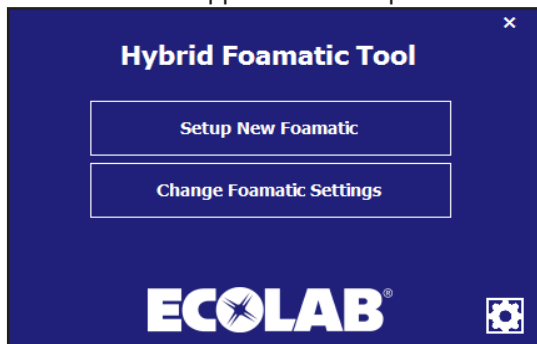 ×
Hybrid Foamatic Tool
Setup New Foamatic
Change Foamatic Settings
ECOLAB®